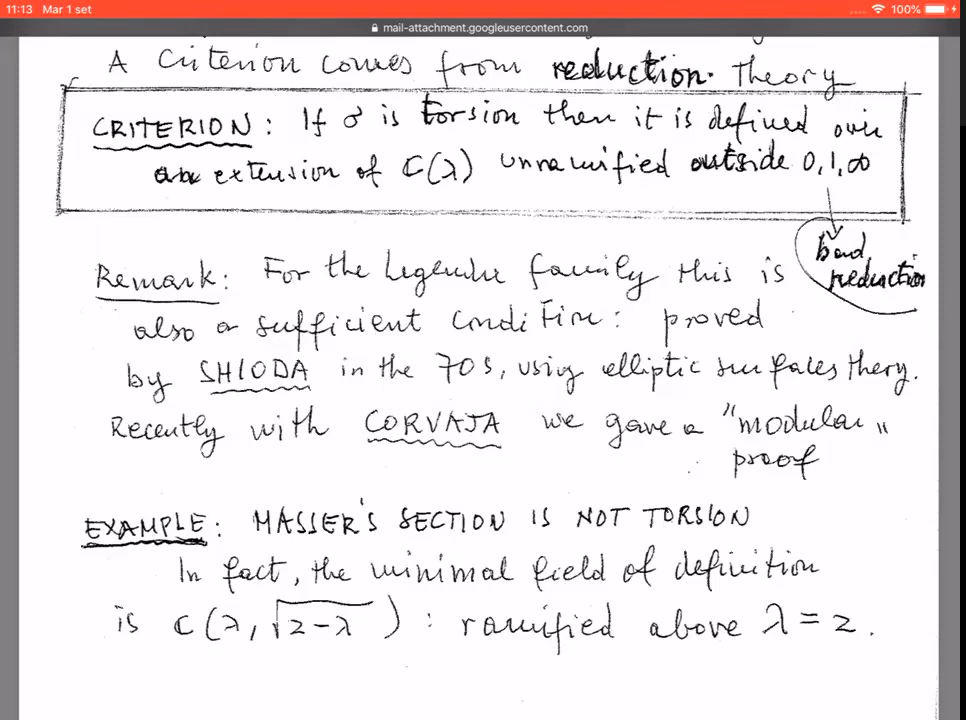 11:13 Mar 1 set
100%
mail-attachment.googleusercontent.com
A Criterion comes from reduction theory
CRITERION: If σ is torsion then it is defined over
an extension of C(λ) unramified outside 0,1,∞
bad
reduction
Remark: For the Legendre family this is
also a sufficient condition: proved
by SHIODA in the 70s, using elliptic surfaces thery.
Recently with CORVAJA we gave a "modular"
proof
EXAMPLE: MASSER'S SECTION IS NOT TORSION
In fact, the minimal field of definition
is C(λ, √2-λ): ramified above λ=2.